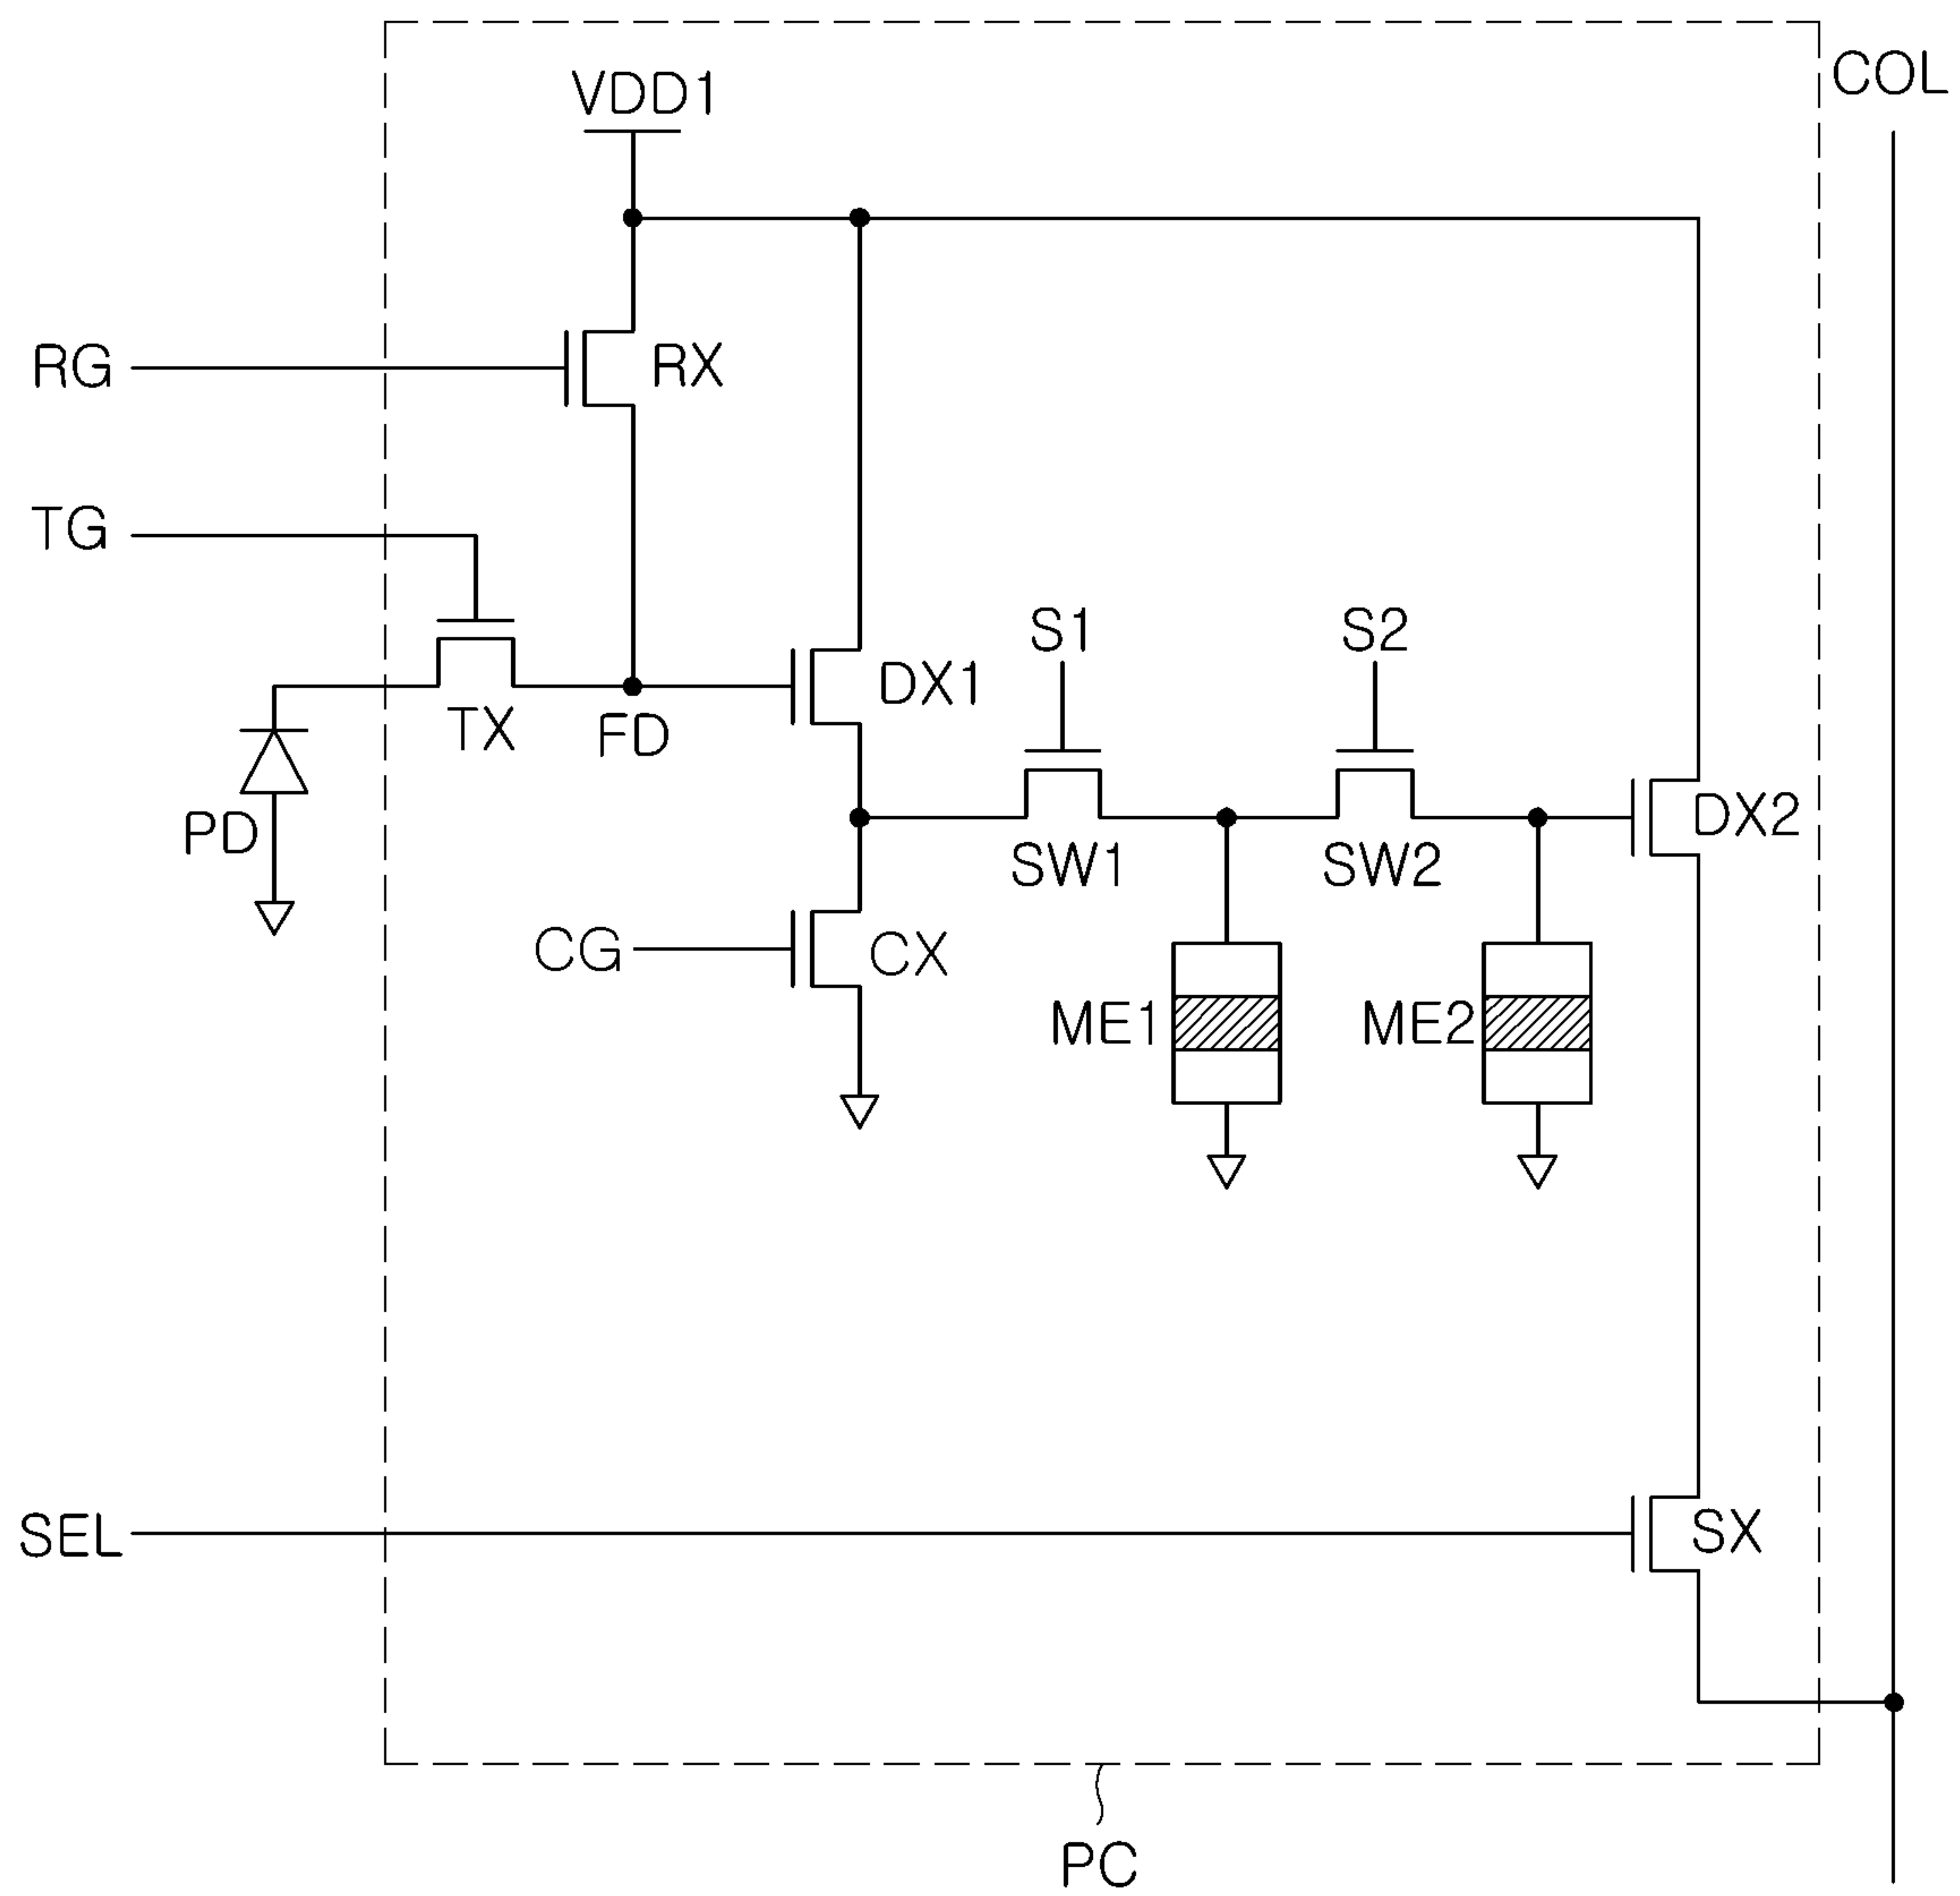 COL
VDD1
RG
RX
TG
S1
S2
DX1
TX
FD
PD
DX2
SW1
SW2
CG
CX
ME1
ME2
SEL
SX
PC